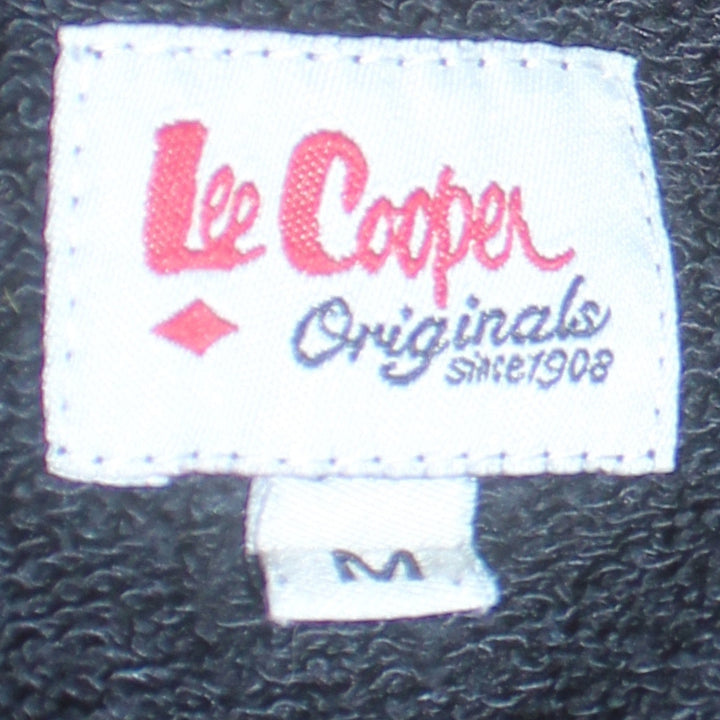 Lee Cooper
Originals
since1908
M